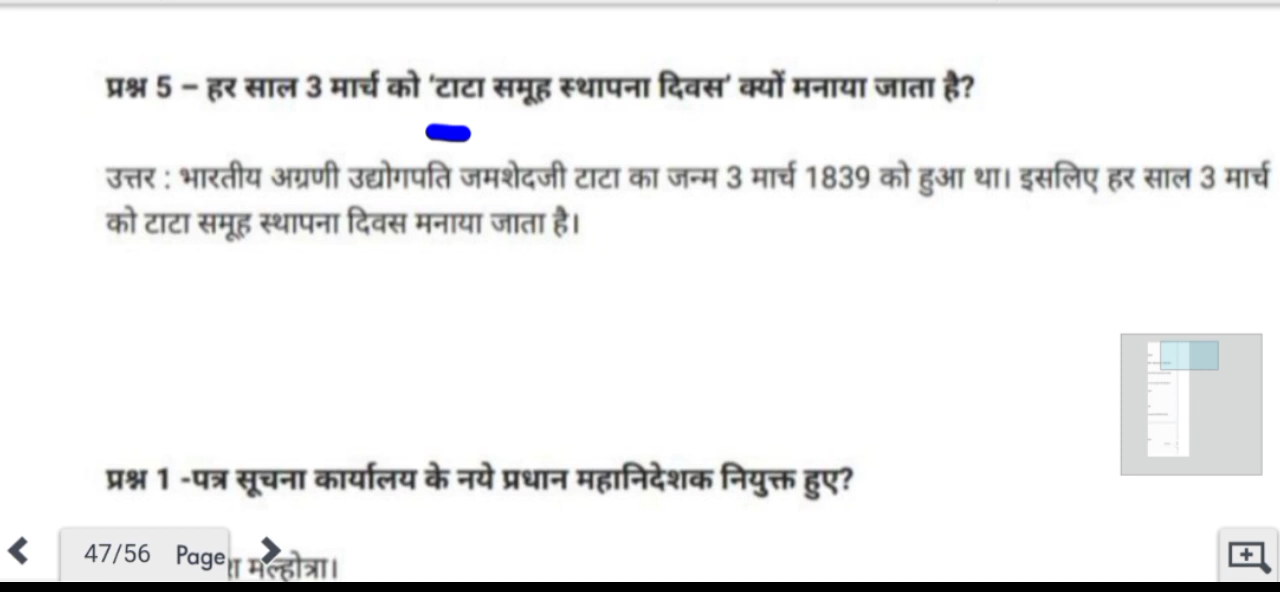 प्रश्न 5 – हर साल 3 मार्च को 'टाटा समूह स्थापना दिवस' क्यों मनाया जाता है?
उत्तर : भारतीय अग्रणी उद्योगपति जमशेदजी टाटा का जन्म 3 मार्च 1839 को हुआ था। इसलिए हर साल 3 मार्च
को टाटा समूह स्थापना दिवस मनाया जाता है।
प्रश्न 1 -पत्र सूचना कार्यालय के नये प्रधान महानिदेशक नियुक्त हुए?
47/56 Page
मल्होत्रा।